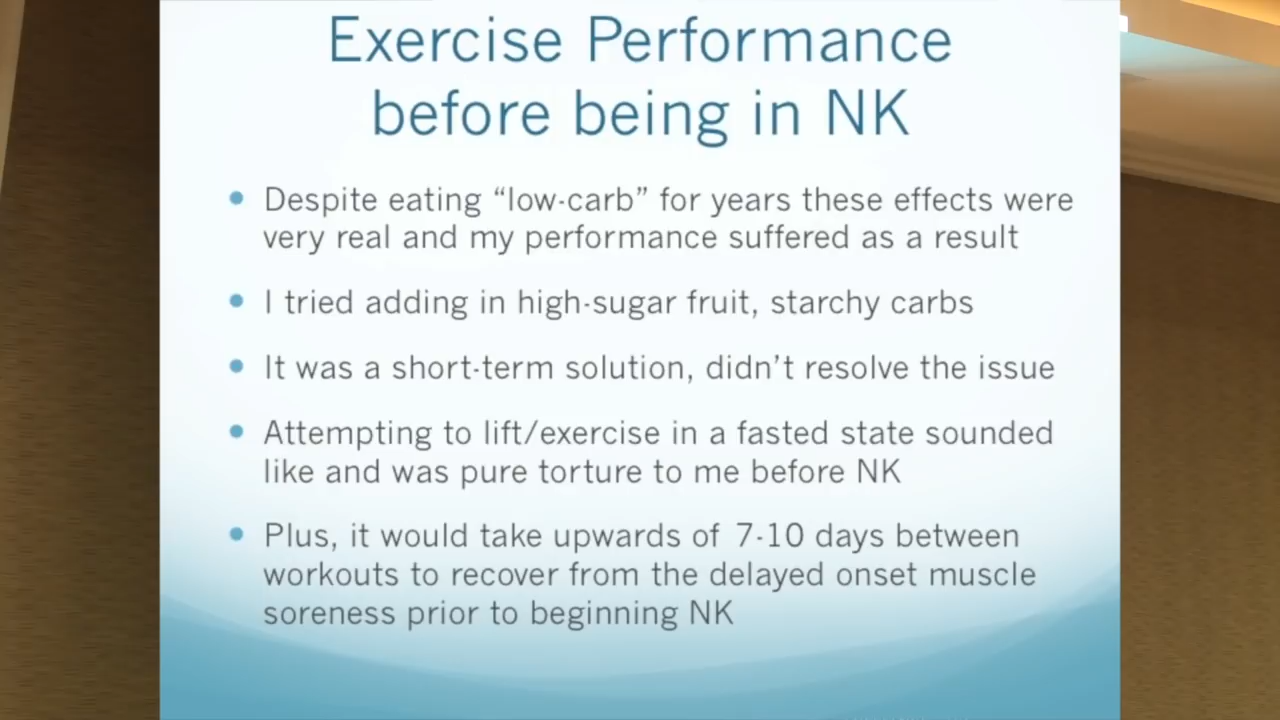 Exercise Performance
before being in NK
• Despite eating “low-carb” for years these effects were
very real and my performance suffered as a result
• I tried adding in high-sugar fruit, starchy carbs
• It was a short-term solution, didn’t resolve the issue
• Attempting to lift/exercise in a fasted state sounded
like and was pure torture to me before NK
• Plus, it would take upwards of 7-10 days between
workouts to recover from the delayed onset muscle
soreness prior to beginning NK